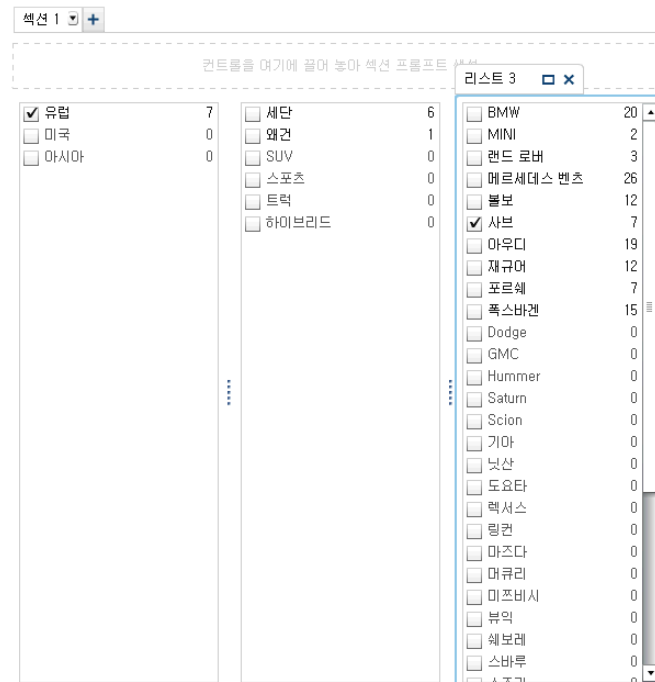 섹션 1
컨트롤을 여기에 끌어 놓아 섹션 프롬프트 생성
리스트 3
유럽 7
미국 0
아시아 0
세단 6
왜건 1
SUV 0
스포츠 0
트럭 0
하이브리드 0
BMW 20
MINI 2
랜드 로버 3
메르세데스 벤츠 26
볼보 12
사브 7
아우디 19
재규어 12
포르쉐 7
폭스바겐 15
Dodge 0
GMC 0
Hummer 0
Saturn 0
Scion 0
기아 0
닛산 0
도요타 0
렉서스 0
링컨 0
마즈다 0
머큐리 0
미쯔비시 0
뷰익 0
쉐보레 0
스바루 0